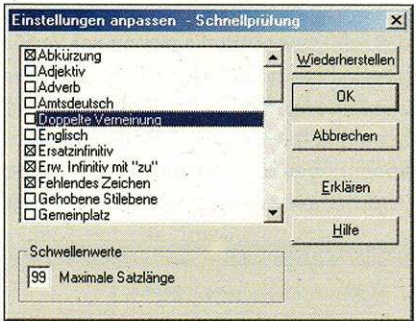 Einstellungen anpassen - Schnellprüfung
Abkürzung
Adjektiv
Adverb
Amtsdeutsch
Doppelte Verneinung
Englisch
Ersatzinfinitiv
Erw. Infinitiv mit "zu"
Fehlendes Zeichen
Gehobene Stilebene
Gemeinplatz
Wiederherstellen
OK
Abbrechen
Erklären
Hilfe
Schwellenwerte
99 Maximale Satzlänge